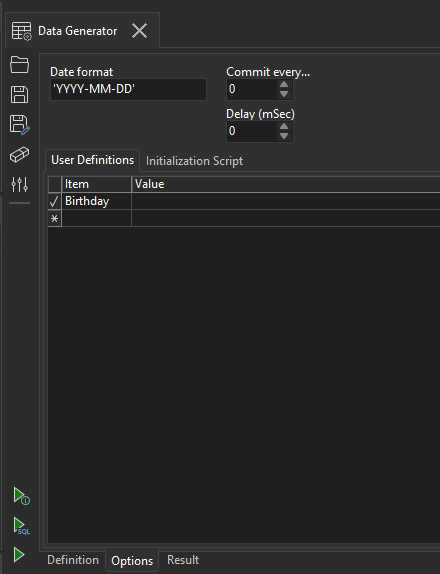 Data Generator
Date format
Commit every...
'YYYY-MM-DD'
0
Delay (mSec)
0
User Definitions
Initialization Script
Item
Value
Birthday
SQL
Definition
Options
Result